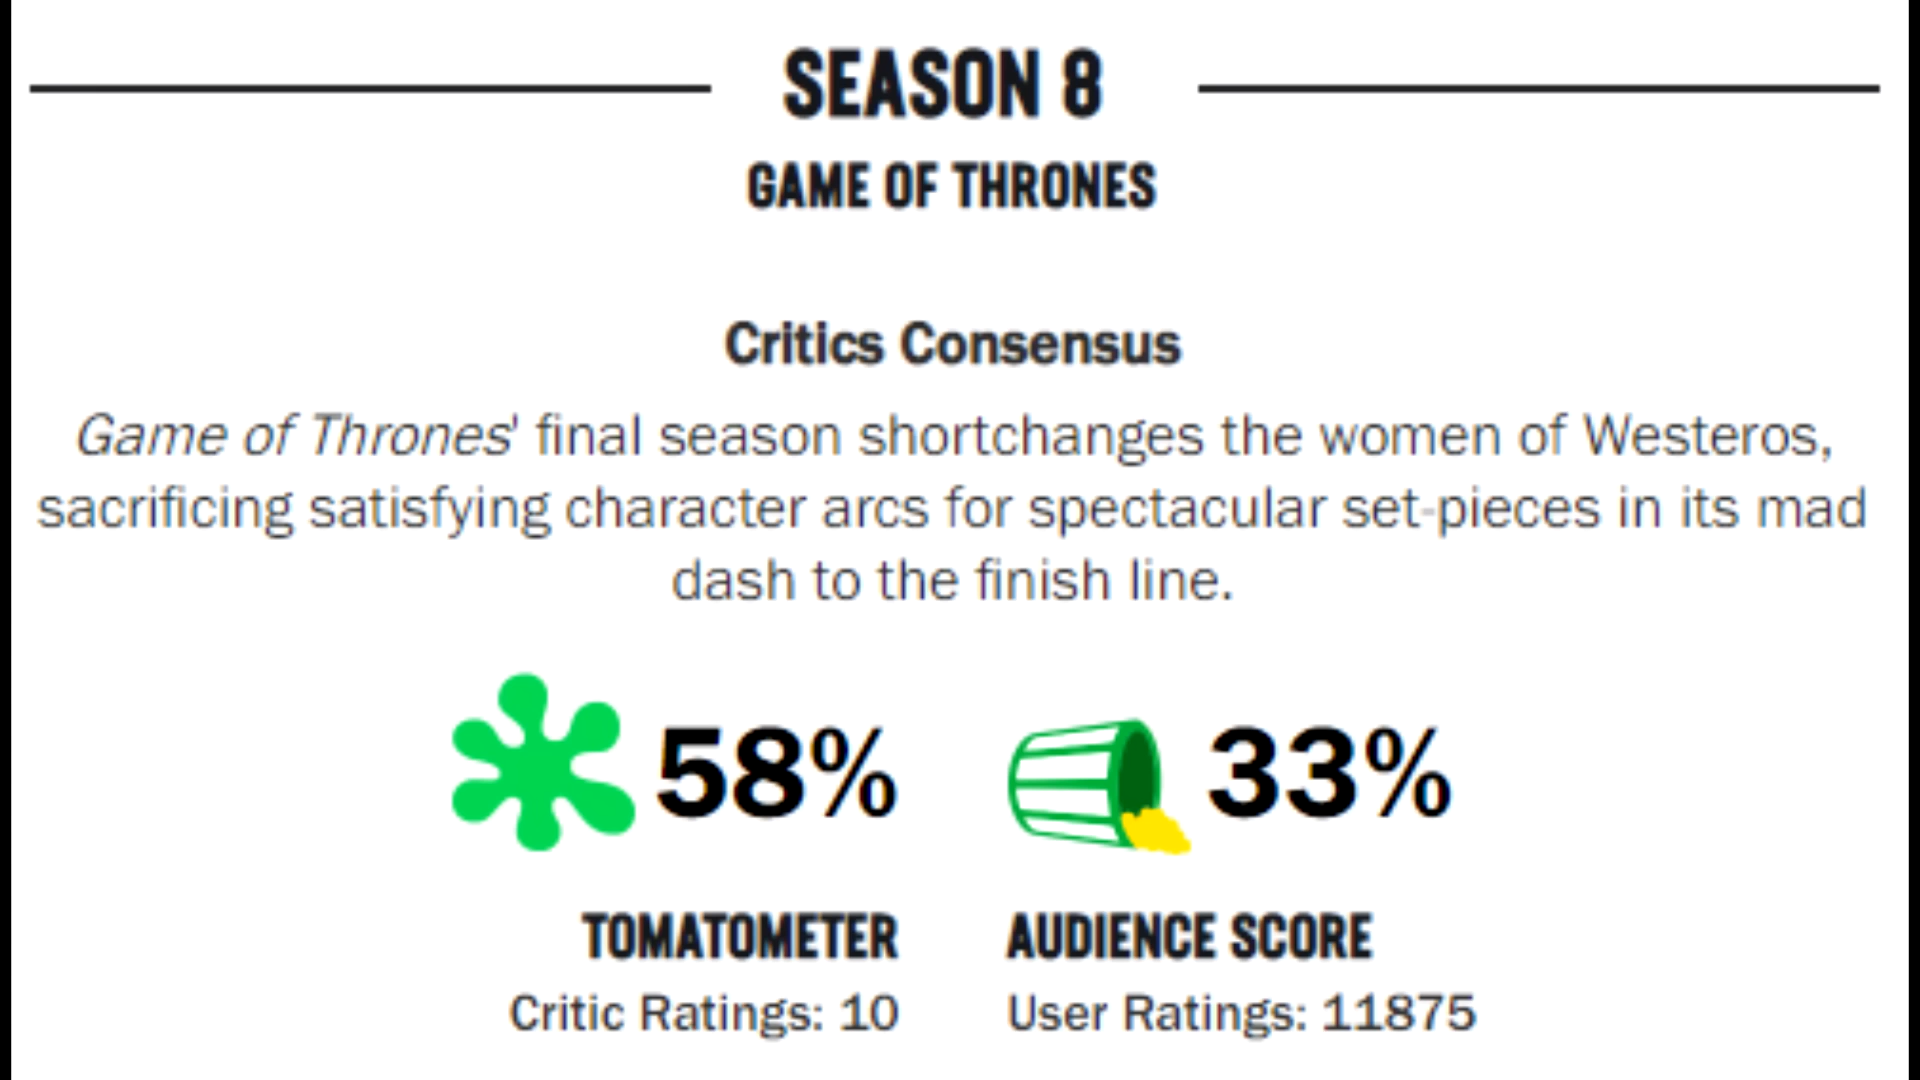 SEASON 8
GAME OF THRONES
Critics Consensus
Game of Thrones' final season shortchanges the women of Westeros,
sacrificing satisfying character arcs for spectacular set-pieces in its mad
dash to the finish line.
58% 33%
TOMATOMETER AUDIENCE SCORE
Critic Ratings: 10 User Ratings: 11875